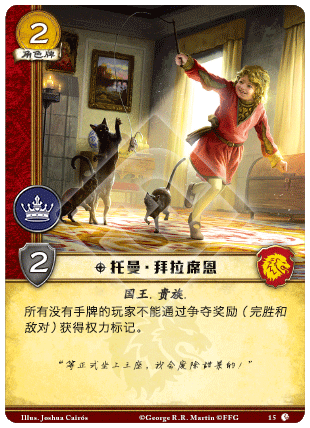 2
角色牌
2
托曼·拜拉席恩
国王. 贵族.
所有没有手牌的玩家不能通过争夺奖励（完胜和
敌对）获得权力标记。
“等正式坐上王座，我会废除甜菜的！”
Illus. Joshua Cairós
©George R.R. Martin ©FFG
15